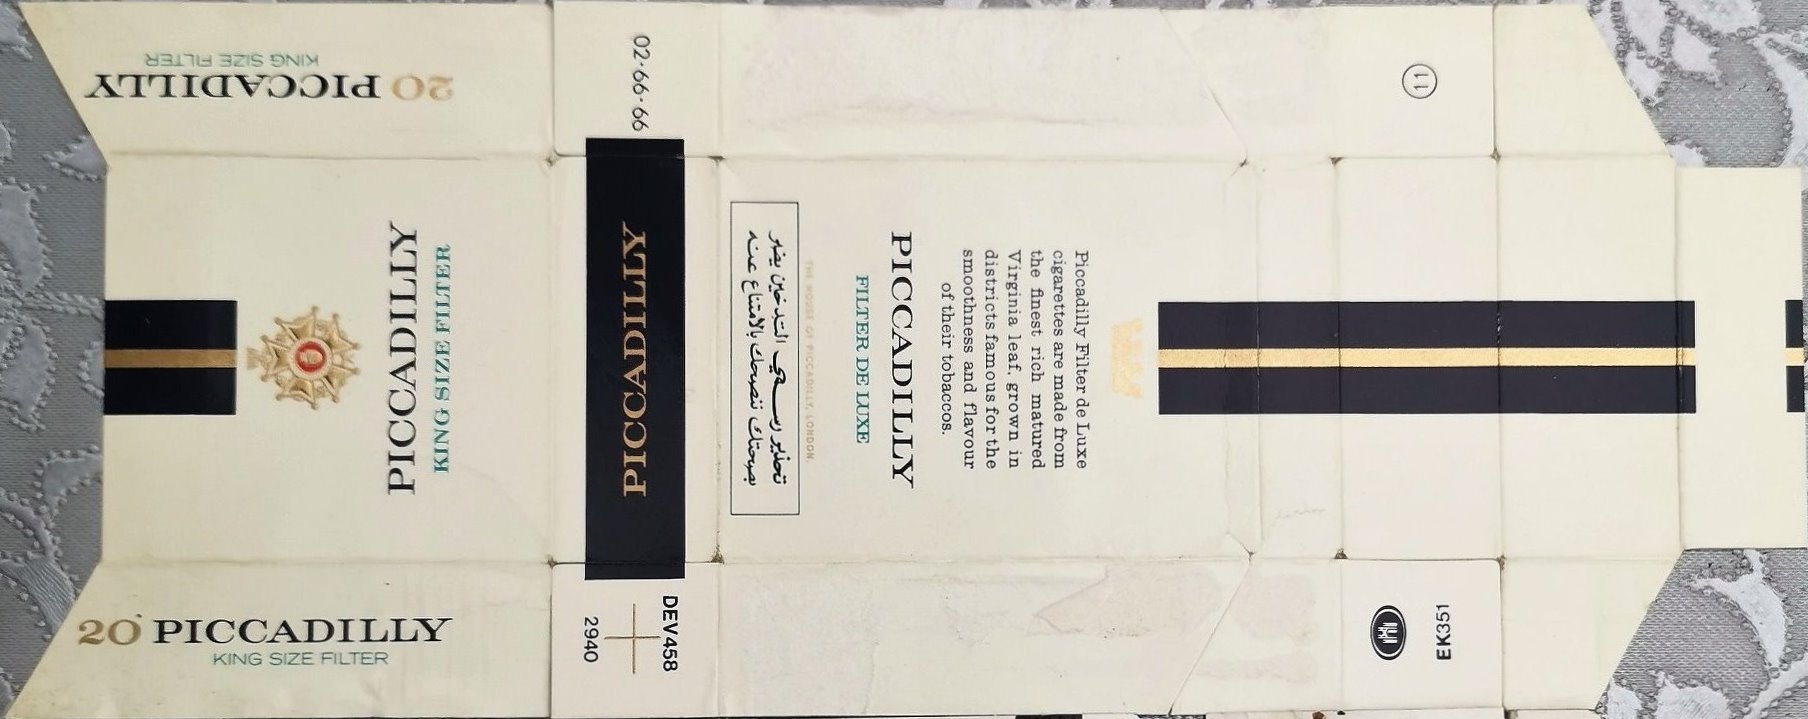 20 PICCADILLY
KING SIZE FILTER
PICCADILLY
KING SIZE FILTER
20 PICCADILLY
KING SIZE FILTER
02-66-66
PICCADILLY
DEV458
2940
تحذير رسمي التدخين يضر
بصحتك ننصحك بالامتناع عنه
THE HOUSE OF PICCADILLY, LONDON.
PICCADILLY
FILTER DE LUXE
Piccadilly Filter de Luxe
cigarettes are made from
the finest rich matured
Virginia leaf, grown in
districts famous for the
smoothness and flavour
of their tobaccos.
11
EK351